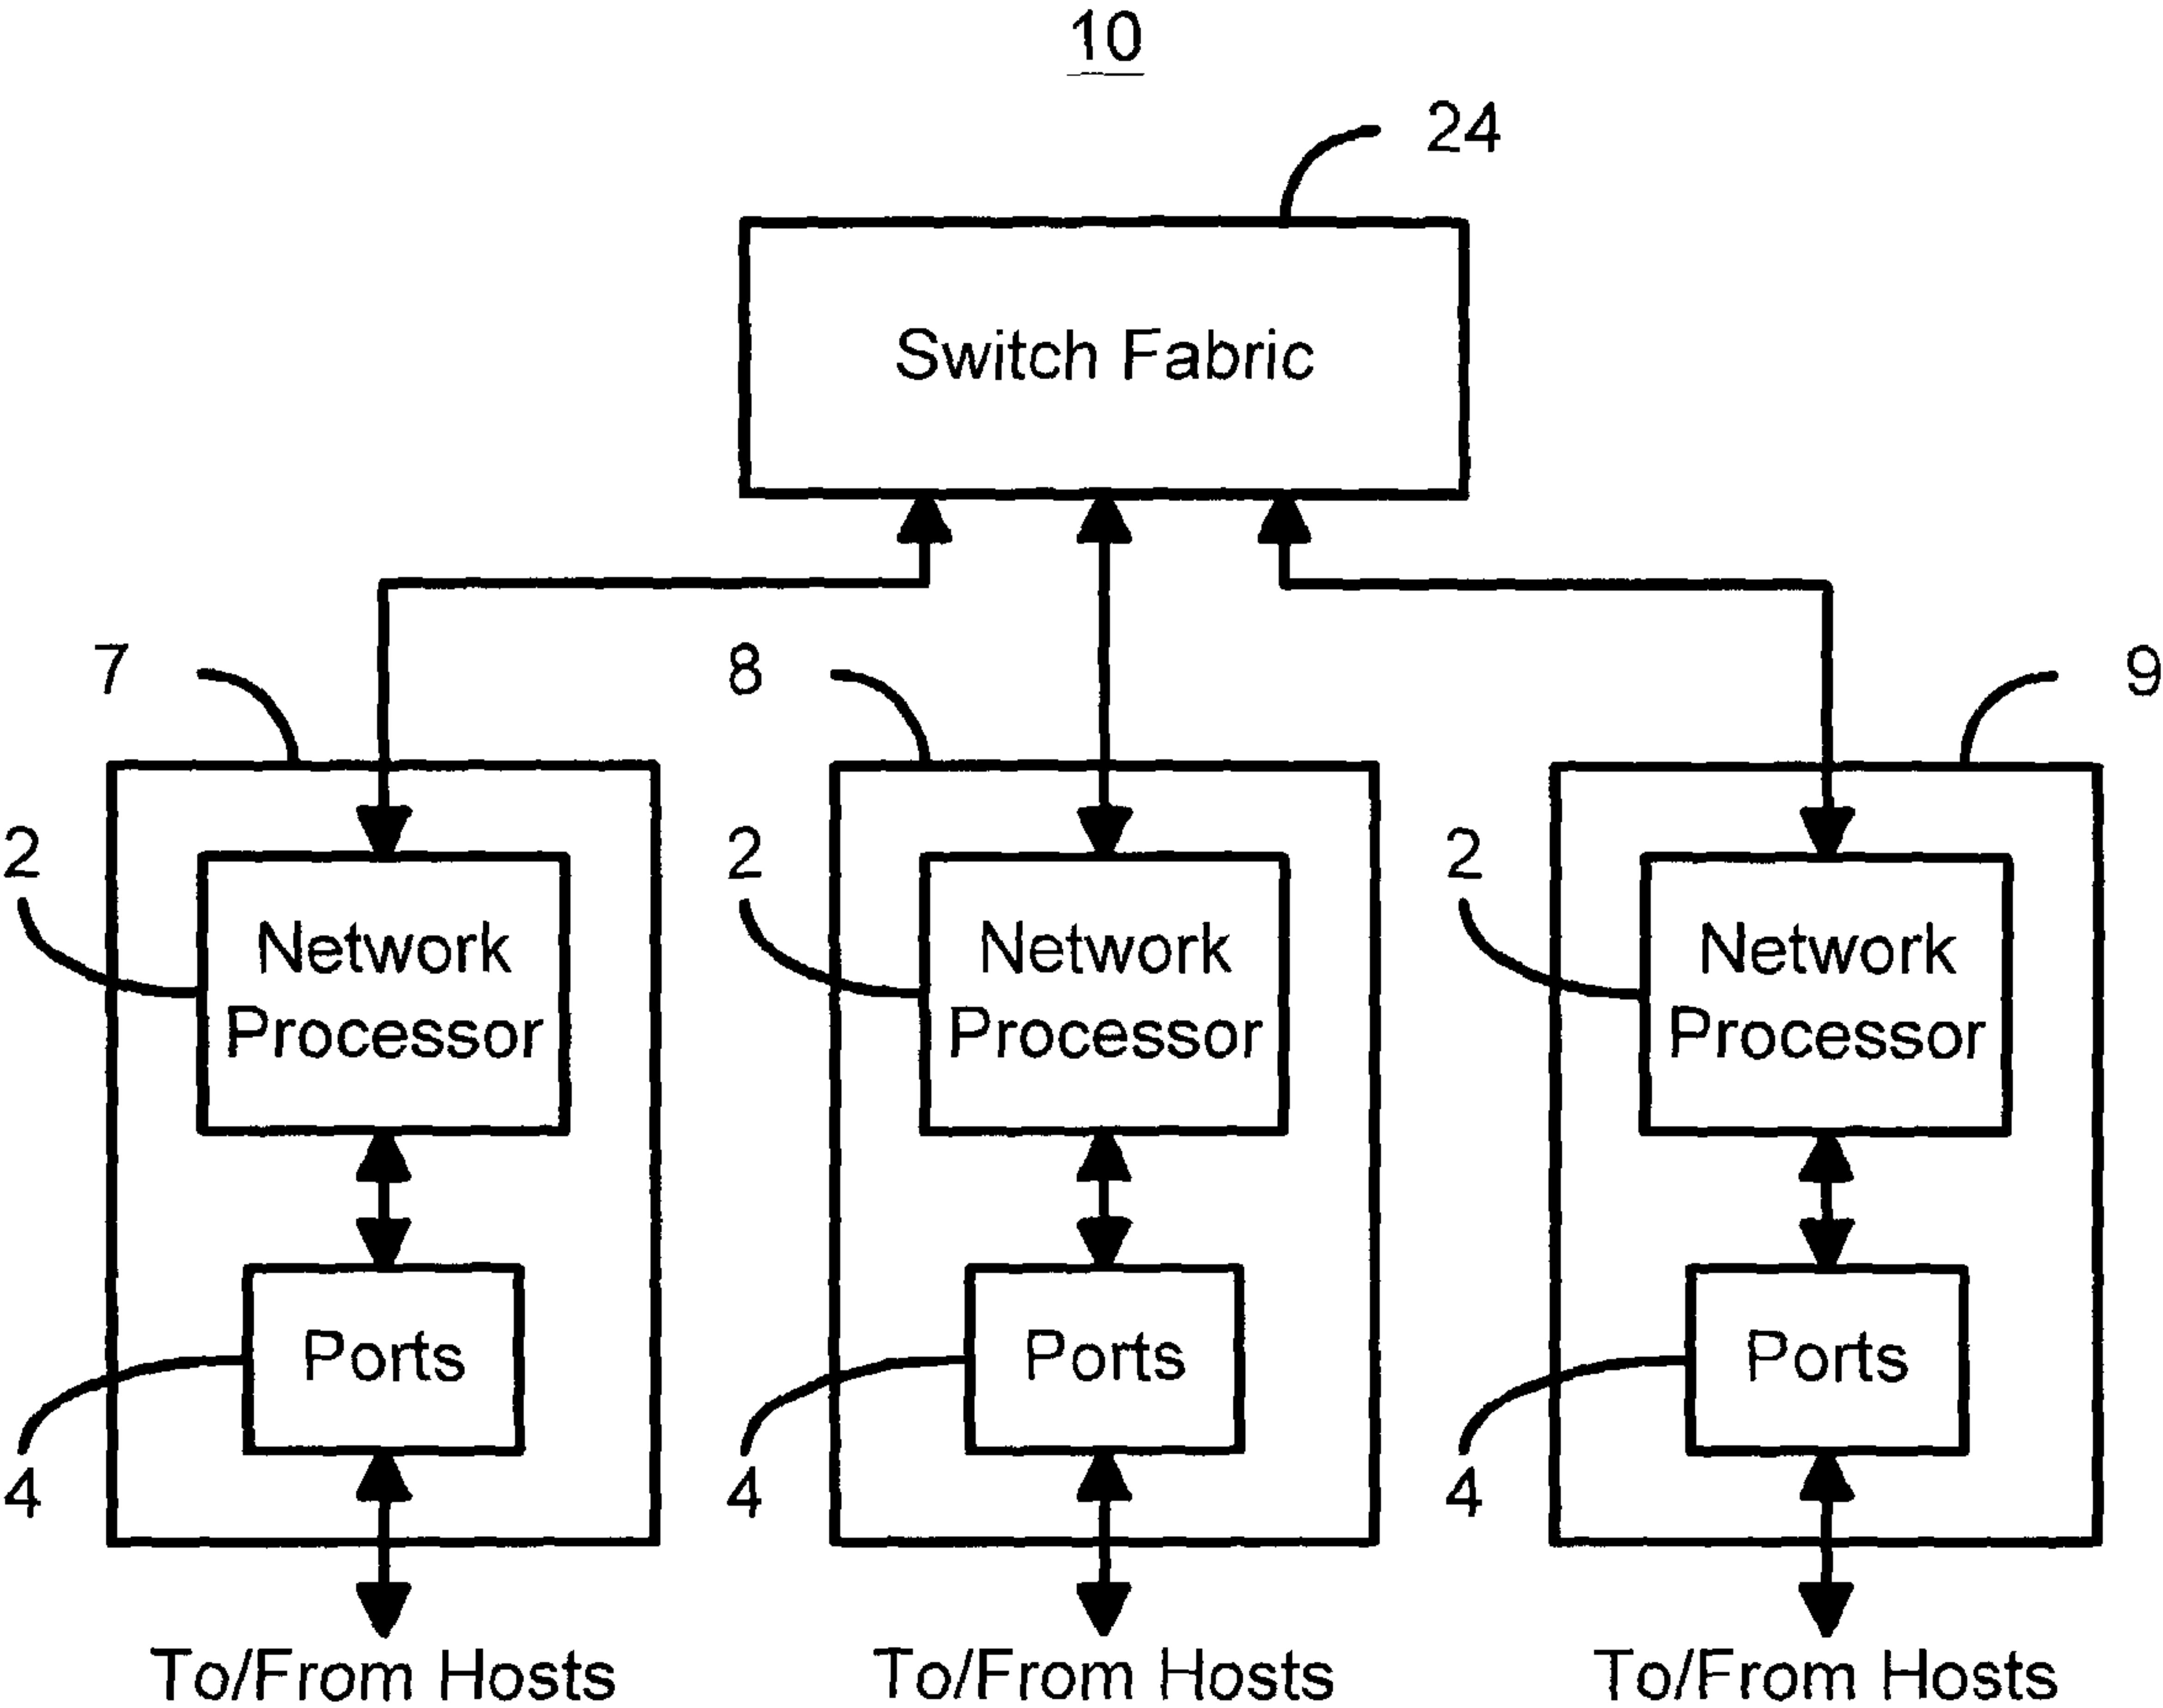 10
24
Switch Fabric
7
8
9
2
2
2
Network
Processor
Network
Processor
Network
Processor
Ports
Ports
Ports
4
4
4
To/From Hosts
To/From Hosts
To/From Hosts